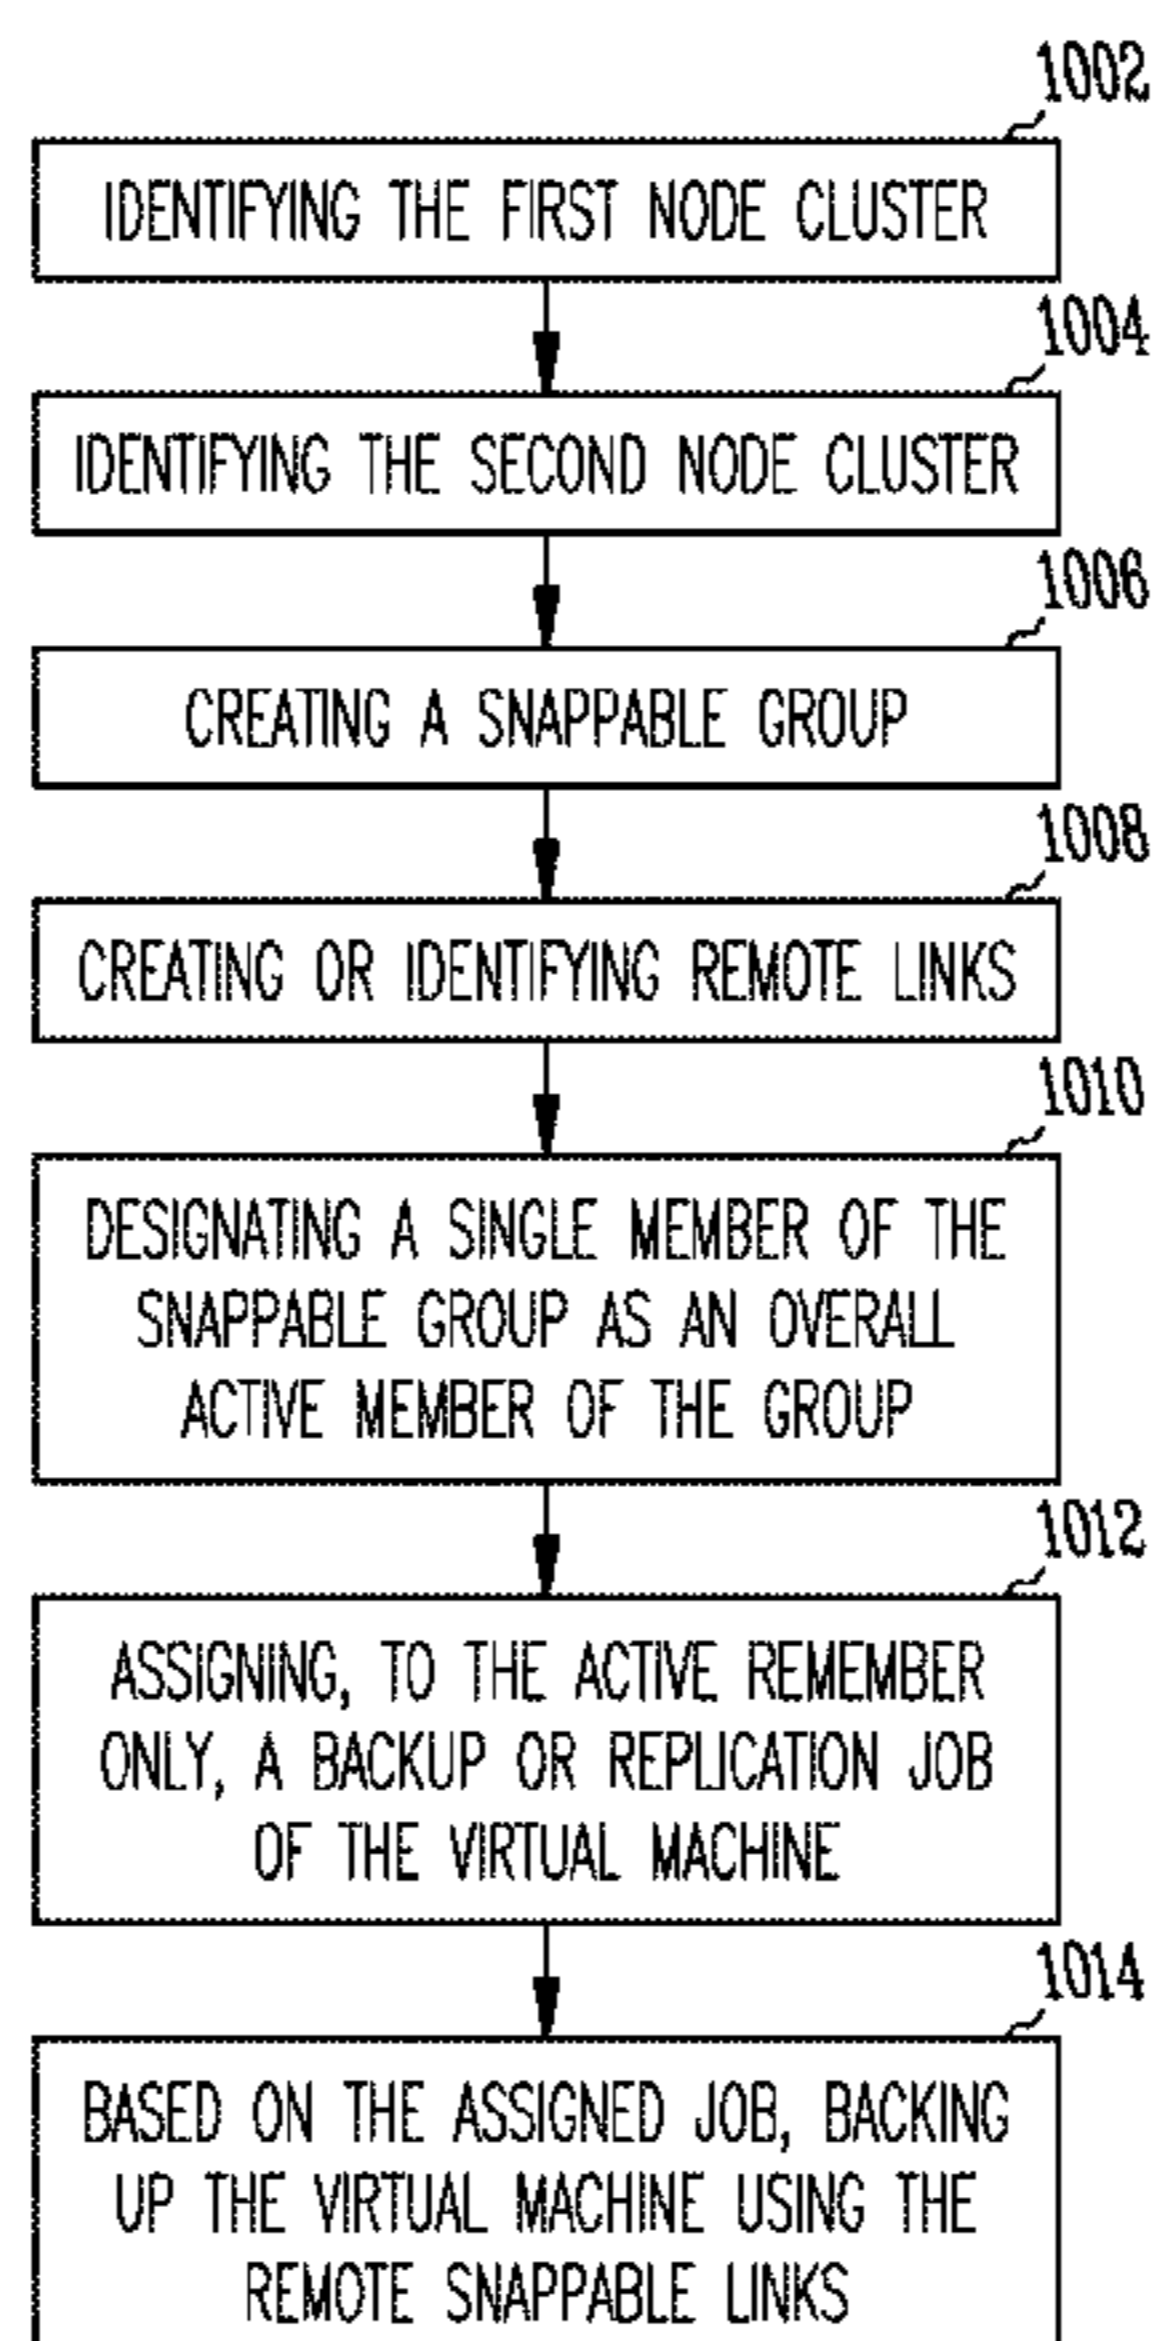 1002
IDENTIFYING THE FIRST NODE CLUSTER
1004
IDENTIFYING THE SECOND NODE CLUSTER
1006
CREATING A SNAPPABLE GROUP
1008
CREATING OR IDENTIFYING REMOTE LINKS
1010
DESIGNATING A SINGLE MEMBER OF THE
SNAPPABLE GROUP AS AN OVERALL
ACTIVE MEMBER OF THE GROUP
1012
ASSIGNING, TO THE ACTIVE REMEMBER
ONLY, A BACKUP OR REPLICATION JOB
OF THE VIRTUAL MACHINE
1014
BASED ON THE ASSIGNED JOB, BACKING
UP THE VIRTUAL MACHINE USING THE
REMOTE SNAPPABLE LINKS